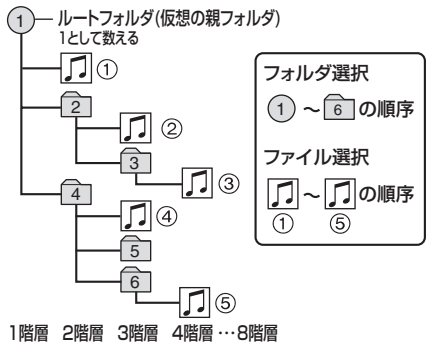 1 ルートフォルダ(仮想の親フォルダ)
1として数える
①
2
②
3
③
4
④
5
6
⑤
1階層 2階層 3階層 4階層 …8階層
フォルダ選択
1 ～ 6 の順序
ファイル選択
～ の順序
① ⑤